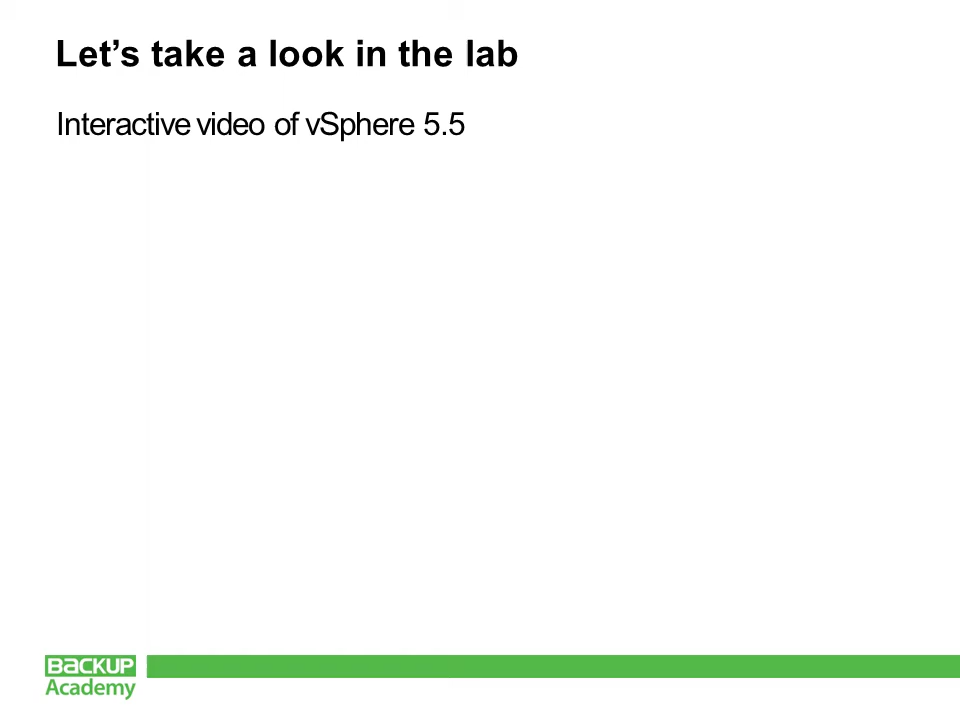 Let’s take a look in the lab
Interactive video of vSphere 5.5
BACKUP
Academy